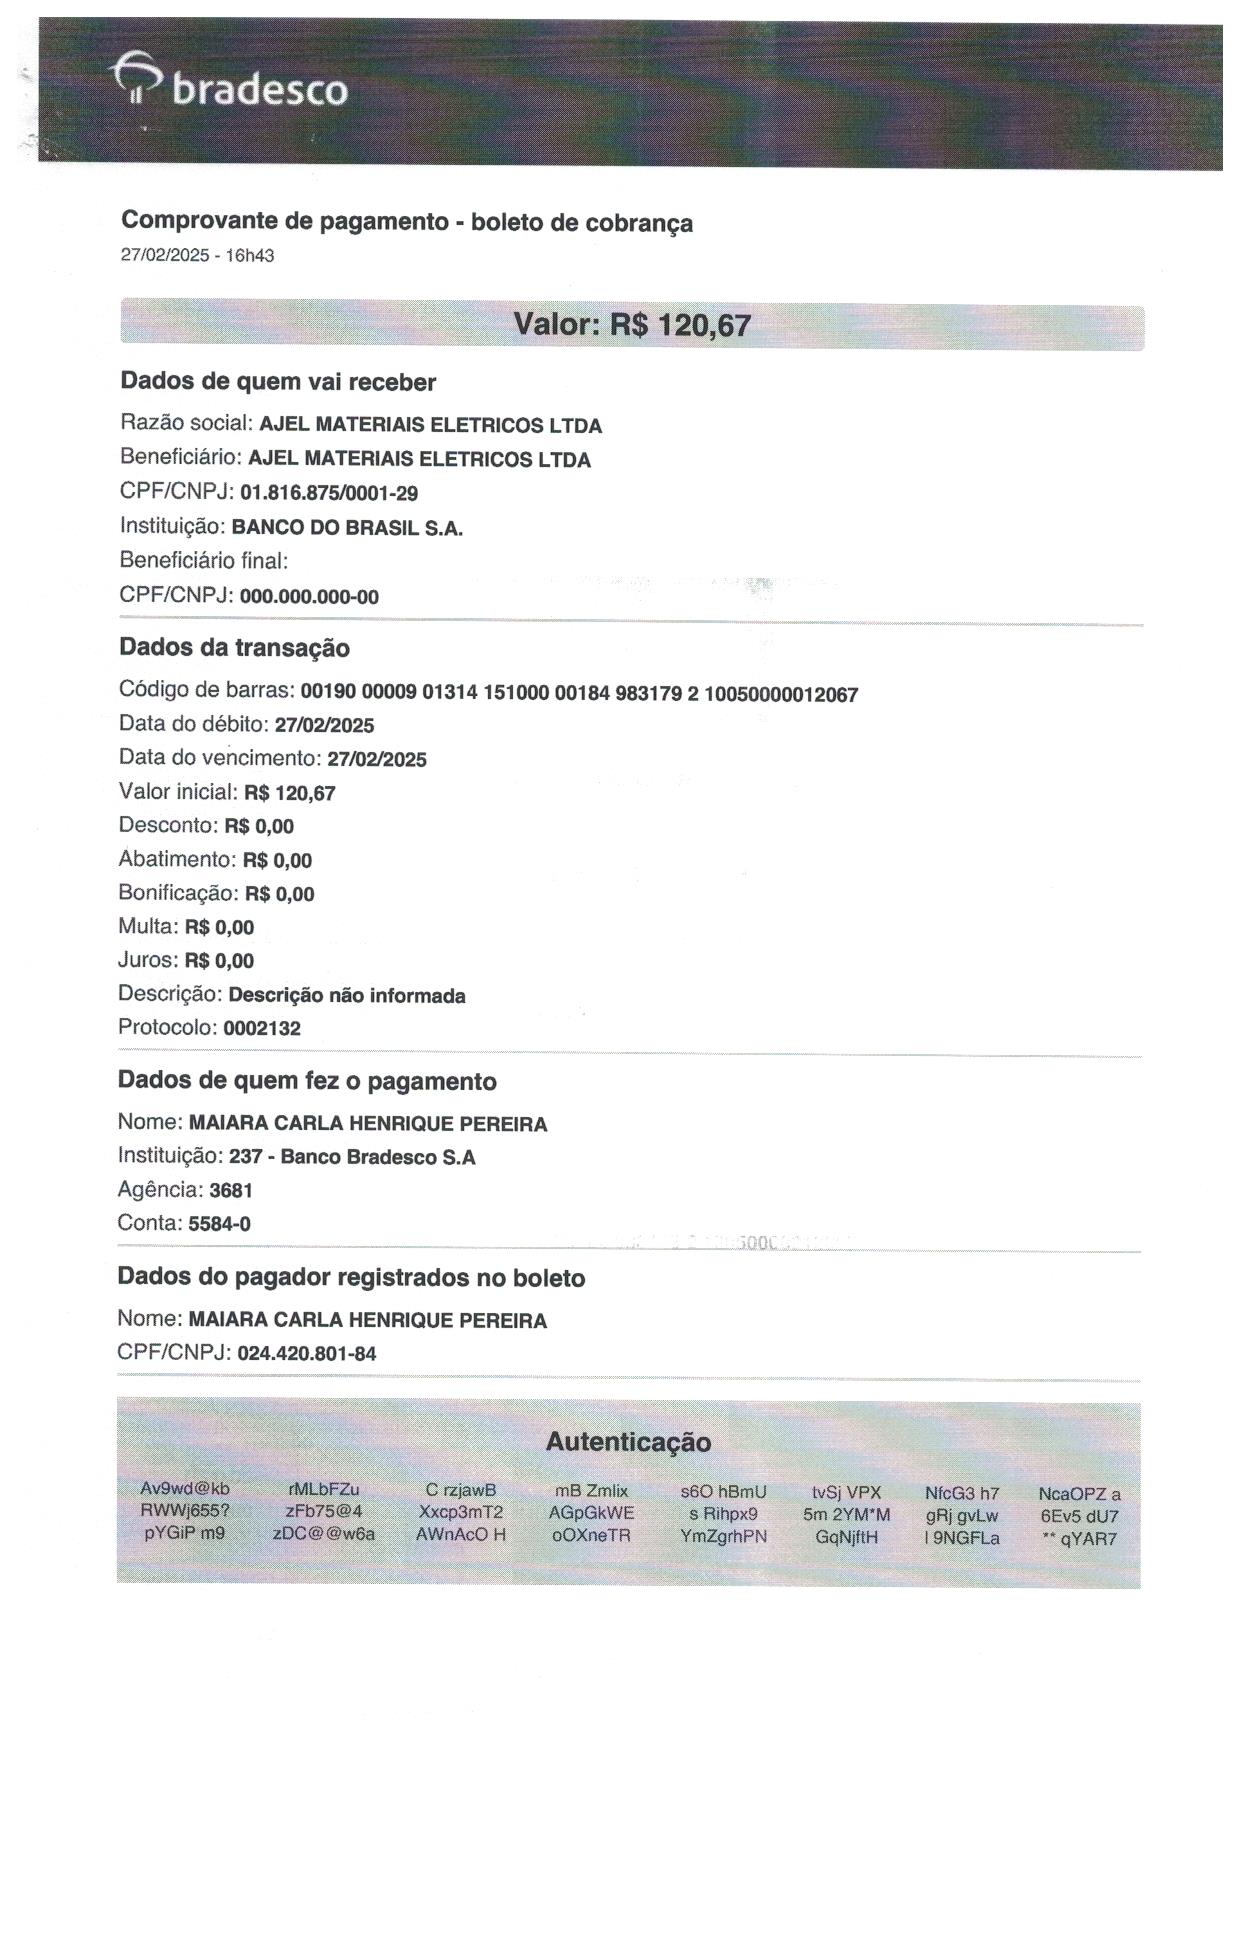 bradesco
Comprovante de pagamento - boleto de cobrança
27/02/2025 - 16h43
Valor: R$ 120,67
Dados de quem vai receber
Razão social: AJEL MATERIAIS ELETRICOS LTDA
Beneficiário: AJEL MATERIAIS ELETRICOS LTDA
CPF/CNPJ: 01.816.875/0001-29
Instituição: BANCO DO BRASIL S.A.
Beneficiário final:
CPF/CNPJ: 000.000.000-00
Dados da transação
Código de barras: 00190 00009 01314 151000 00184 983179 2 10050000012067
Data do débito: 27/02/2025
Data do vencimento: 27/02/2025
Valor inicial: R$ 120,67
Desconto: R$ 0,00
Abatimento: R$ 0,00
Bonificação: R$ 0,00
Multa: R$ 0,00
Juros: R$ 0,00
Descrição: Descrição não informada
Protocolo: 0002132
Dados de quem fez o pagamento
Nome: MAIARA CARLA HENRIQUE PEREIRA
Instituição: 237 - Banco Bradesco S.A
Agência: 3681
Conta: 5584-0
Dados do pagador registrados no boleto
Nome: MAIARA CARLA HENRIQUE PEREIRA
CPF/CNPJ: 024.420.801-84
Autenticação
Av9wd@kb rMLbFZu C rzjawB mB Zmlix s6O hBmU tvSj VPX NfcG3 h7 NcaOPZ a
RWWj655? zFb75@4 Xxcp3mT2 AGpGkWE s Rihpx9 5m 2YM*M gRj gvLw 6Ev5 dU7
pYGiP m9 zDC@@w6a AWnAcO H oOXneTR YmZgrhPN GqNjftH l 9NGFLa ** qYAR7